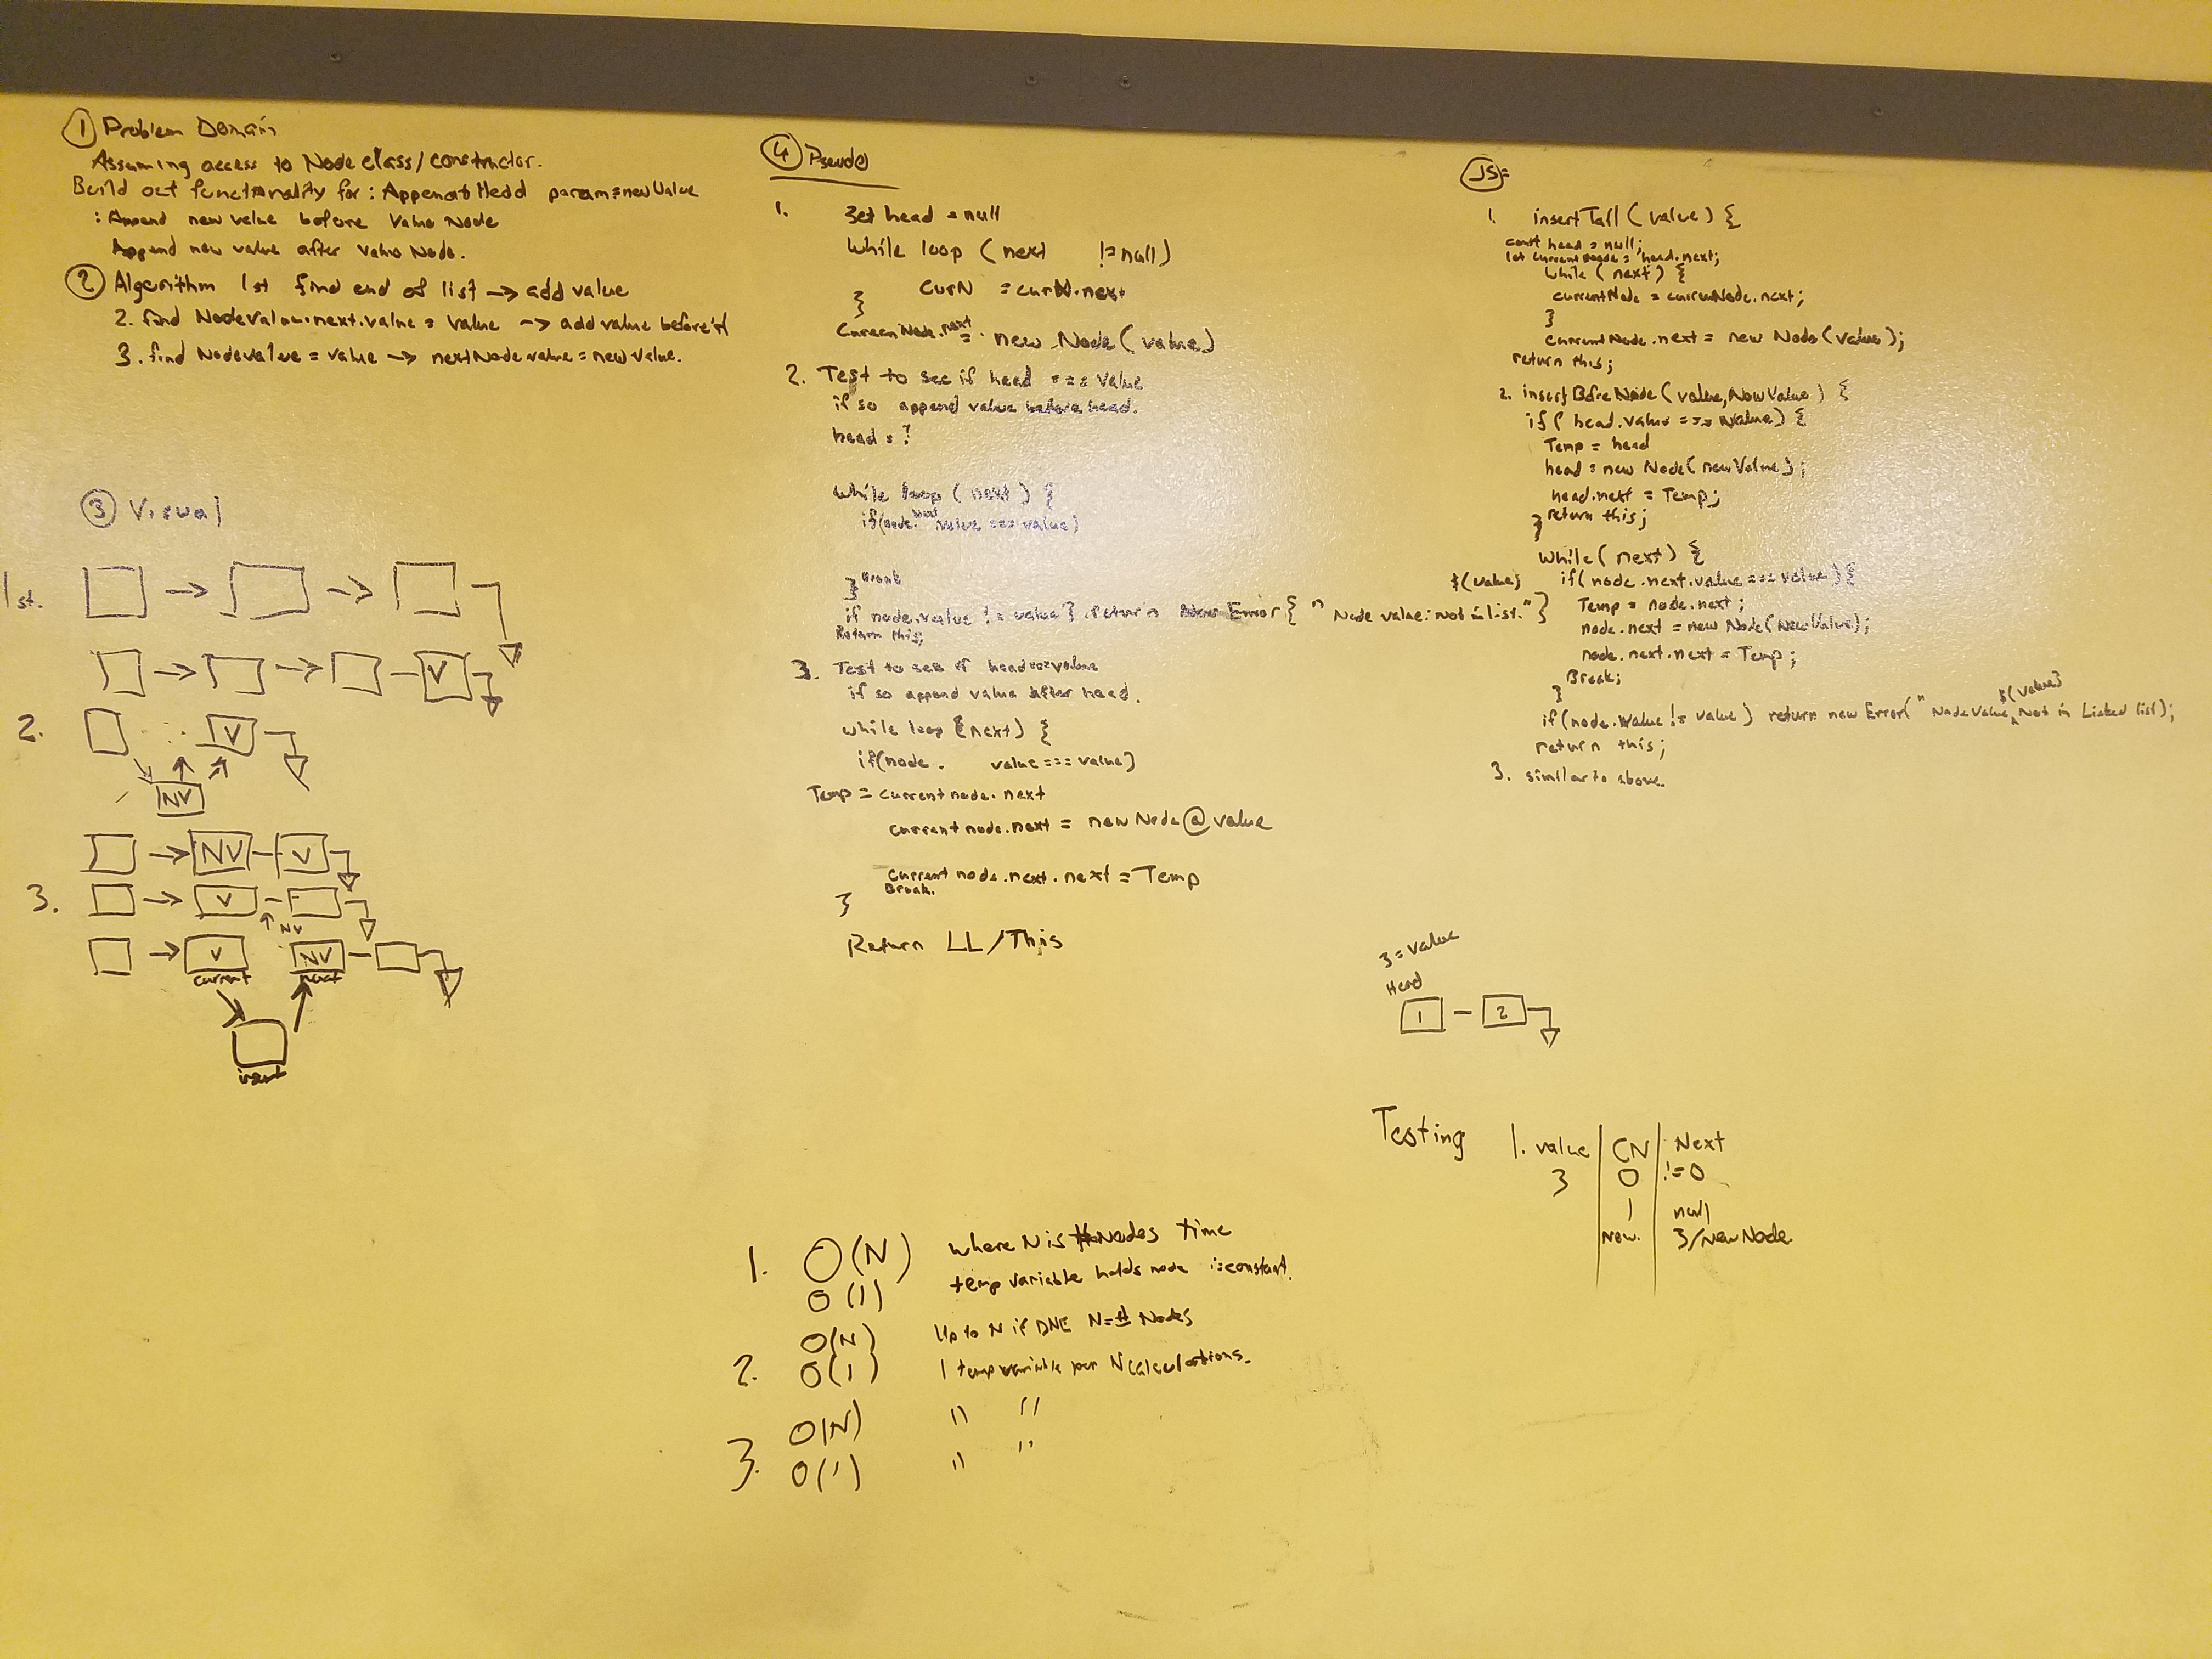 ① Problem Domain
Assuming access to Node class/constructor.
Build out functionality for: Append Head param=newValue
: Append new value before Value Node
Append new value after Value Node.
② Algorithm 1st find end of list -> add value
2. find NodeValue.next.value = value -> add value before it
3. find Nodevalue = value -> nextNode value = new value.
③ Visual
1st.
V
2.
V
NV
NV V
3.
V
NV
V NV
current next
insert
④ Pseudo
1. Set head = null
While loop (next != null)
CurN = curN.next
}
CurrenNode.next = new Node(value)
2. Test to see if head === Value
if so append value before head.
head = ?
while loop (next) {
if(node.next value === value)
} Break
if node.value != value } return New Error{ " Node value: Not in list." }
$(value)
Return this;
3. Test to see if head === value
if so append value after head.
while loop (next) {
if(node. value === value)
Temp = current node.next
current node.next = new Node @ value
current node.next.next = Temp
Break.
}
Return LL/This
1. O(N) where N is # Nodes time
O(1) temp variable holds node is constant.
O(N) Up to N if DNE N=# Nodes
2. O(1) 1 temp variable per N calculations.
O(N) " "
3. O(1) " "
JS:
1. insertTail(value) {
const head = null;
let currentNode = head.next;
while (next) {
currentNode = currenNode.next;
}
currentNode.next = new Node(value);
return this;
2. insertBfreNode(value, NewValue) {
if( head.value === value) {
Temp = head
head = new Node(newValue);
head.next = Temp;
} return this;
while(next) {
if(node.next.value === value) {
Temp = node.next;
node.next = new Node(NewValue);
node.next.next = Temp;
Break;
}
$(value)
if(node.value != value) return new Error(" NodeValue, Not in Linked list);
return this;
3. similar to above.
3 = value
Head
1 2
Testing
1. value CN Next
3 0 !=0
1 null
new. 3/NewNode